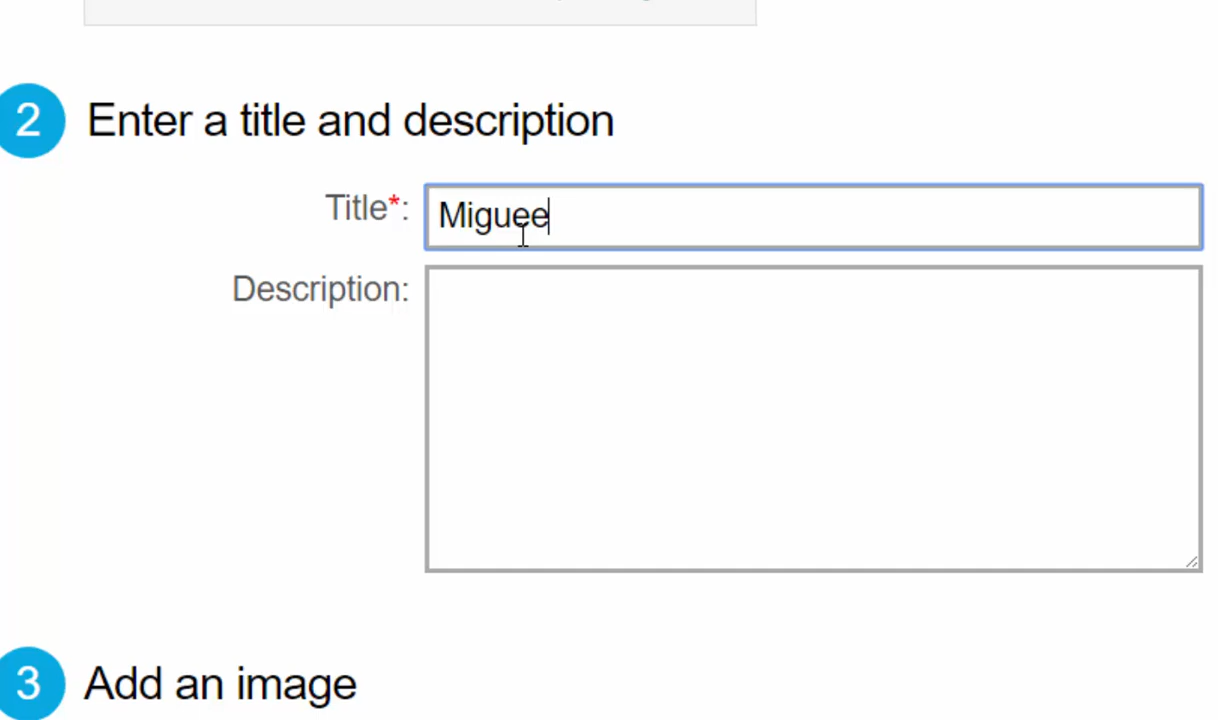 2 Enter a title and description
Title*: Miguee
Description:
3 Add an image